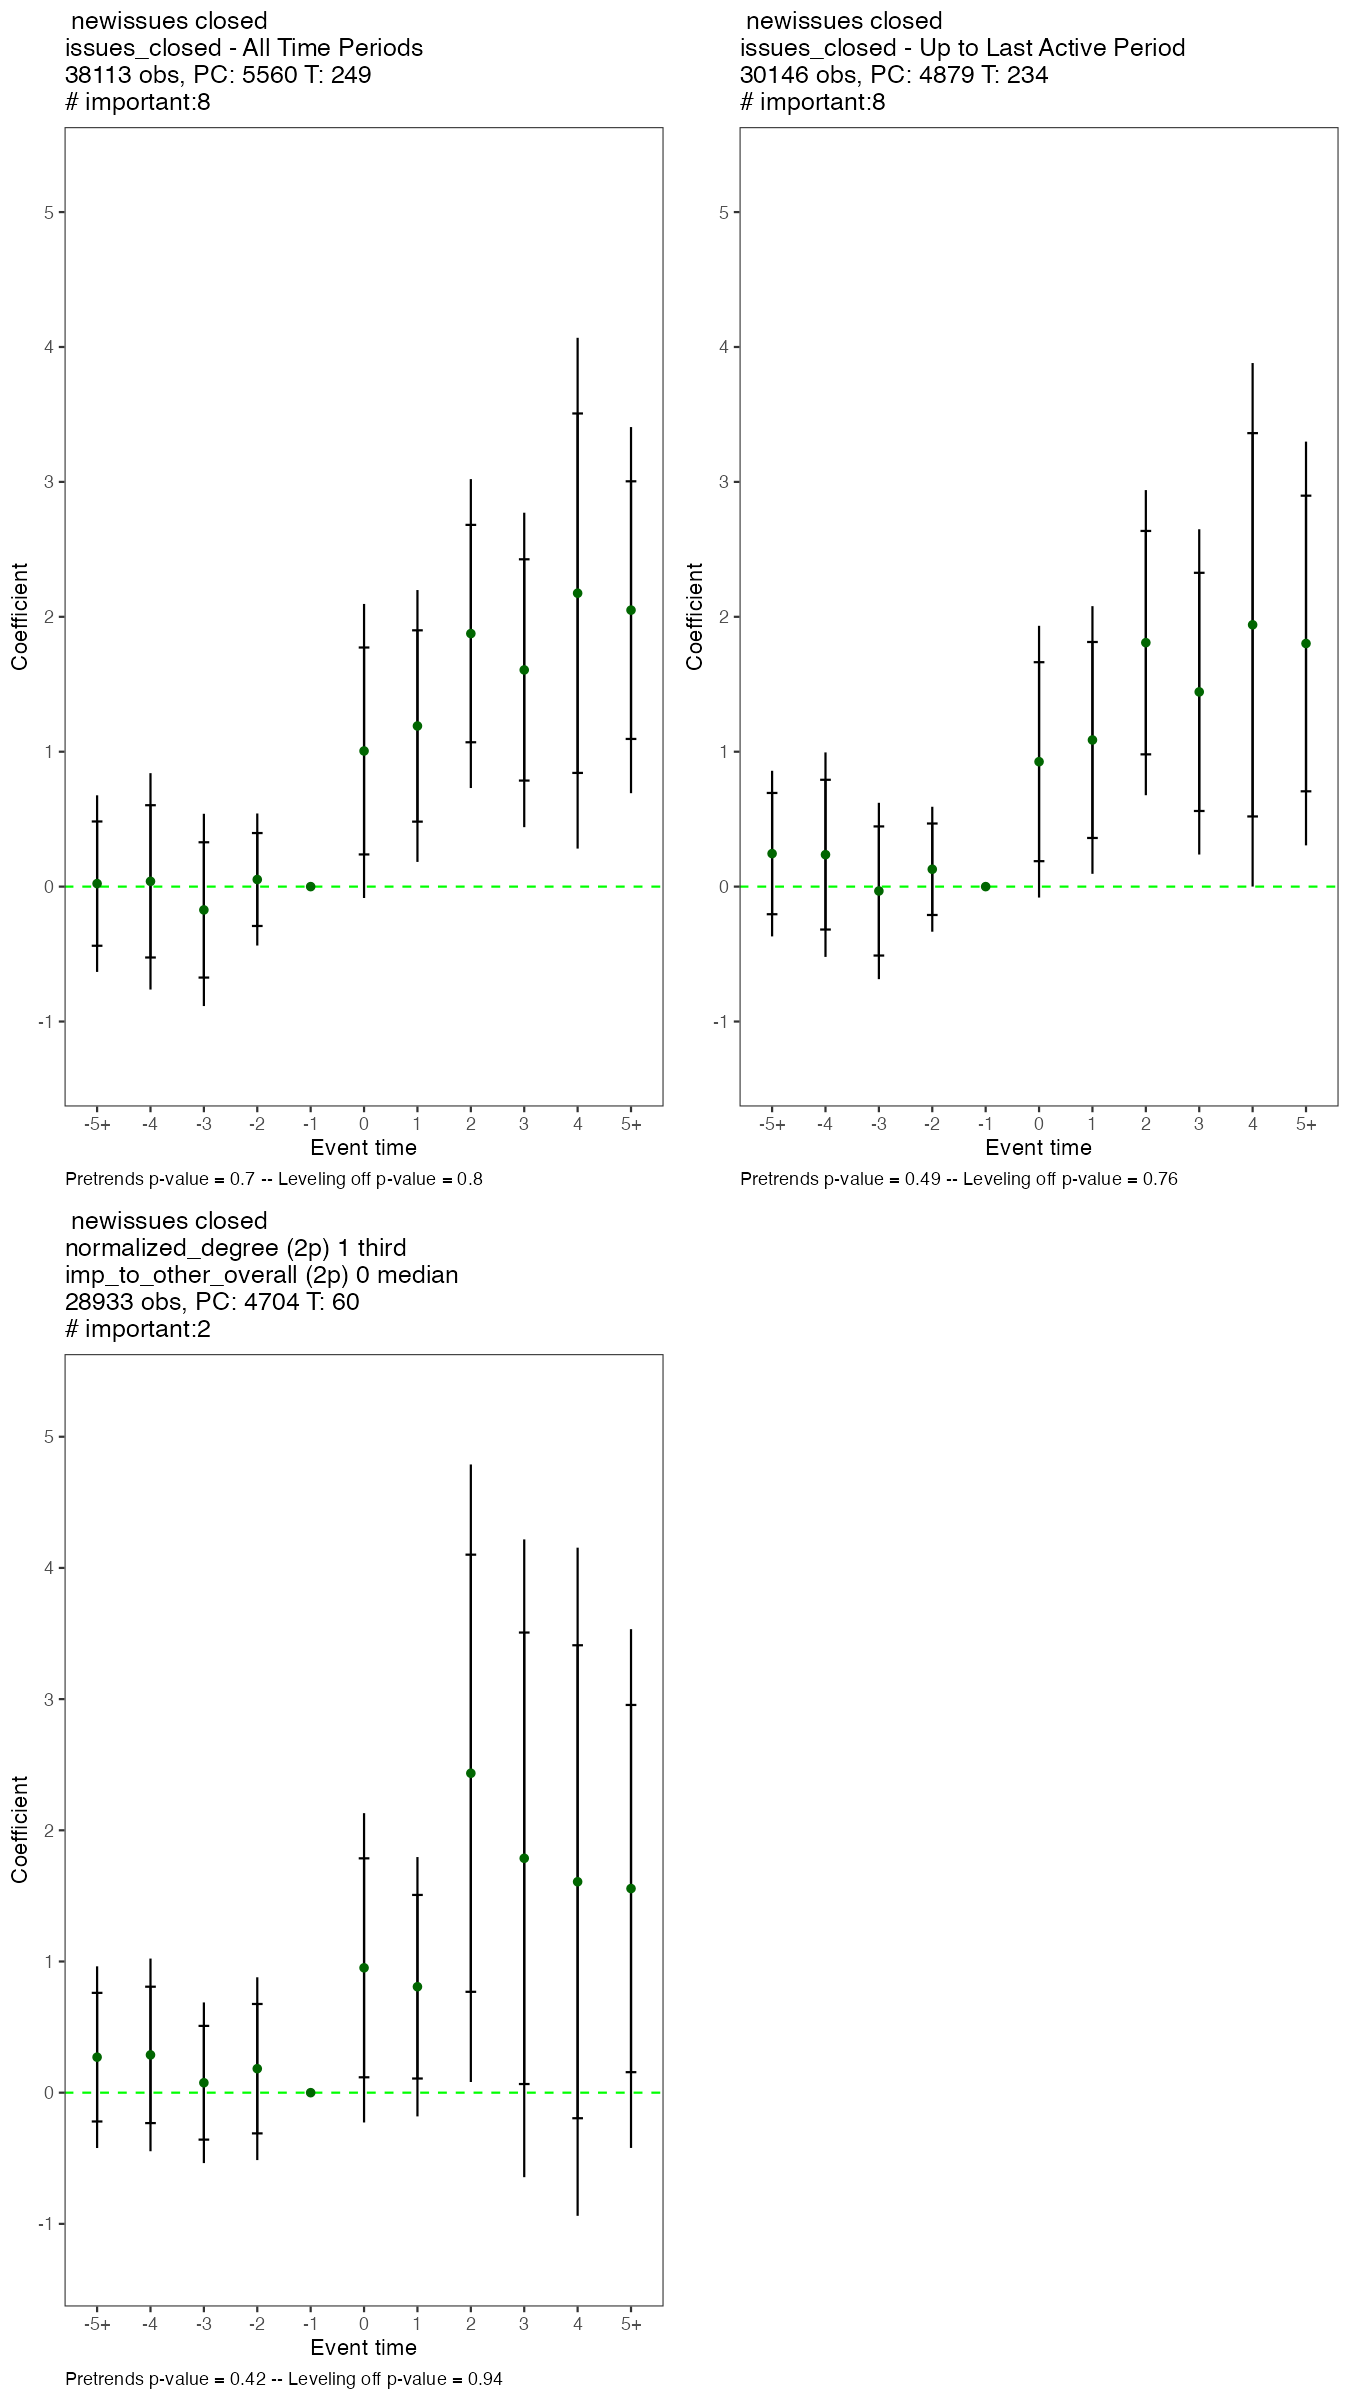 newissues closed
issues_closed - All Time Periods
38113 obs, PC: 5560 T: 249
# important:8
5
4
3
2
1
0
-1
Coefficient
-5+ -4 -3 -2 -1 0 1 2 3 4 5+
Event time
Pretrends p-value = 0.7 -- Leveling off p-value = 0.8
newissues closed
issues_closed - Up to Last Active Period
30146 obs, PC: 4879 T: 234
# important:8
5
4
3
2
1
0
-1
Coefficient
-5+ -4 -3 -2 -1 0 1 2 3 4 5+
Event time
Pretrends p-value = 0.49 -- Leveling off p-value = 0.76
newissues closed
normalized_degree (2p) 1 third
imp_to_other_overall (2p) 0 median
28933 obs, PC: 4704 T: 60
# important:2
5
4
3
2
1
0
-1
Coefficient
-5+ -4 -3 -2 -1 0 1 2 3 4 5+
Event time
Pretrends p-value = 0.42 -- Leveling off p-value = 0.94